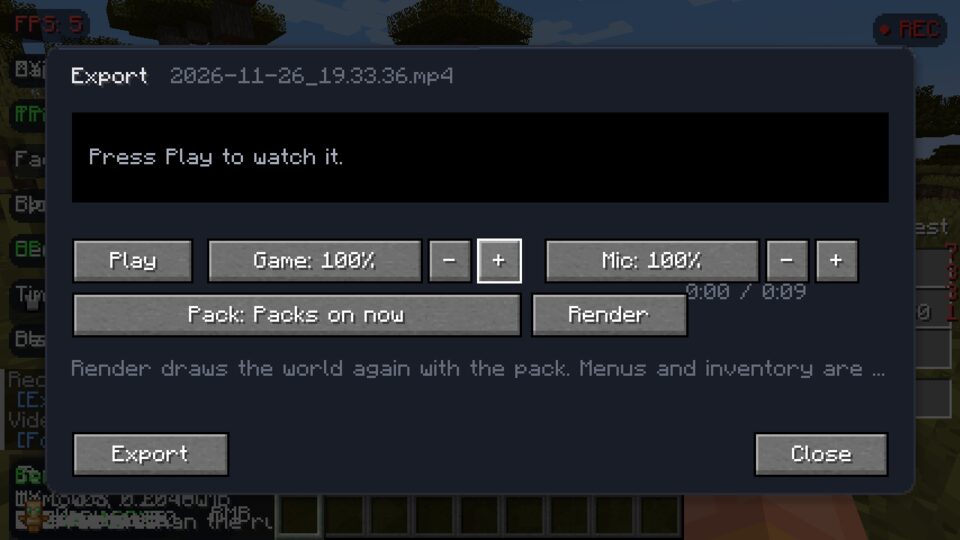 FPS: 5
REC
Export 2026-11-26_19.33.36.mp4
Press Play to watch it.
Play Game: 100% - + Mic: 100% - +
0:00 / 0:09
Pack: Packs on now Render
Render draws the world again with the pack. Menus and inventory are ...
Export Close